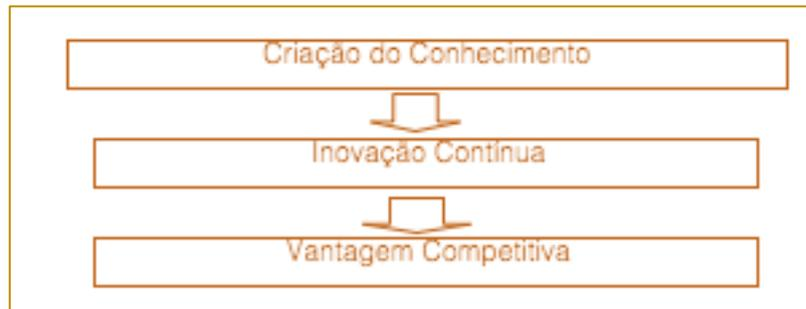 Criação do Conhecimento
Inovação Contínua
Vantagem Competitiva